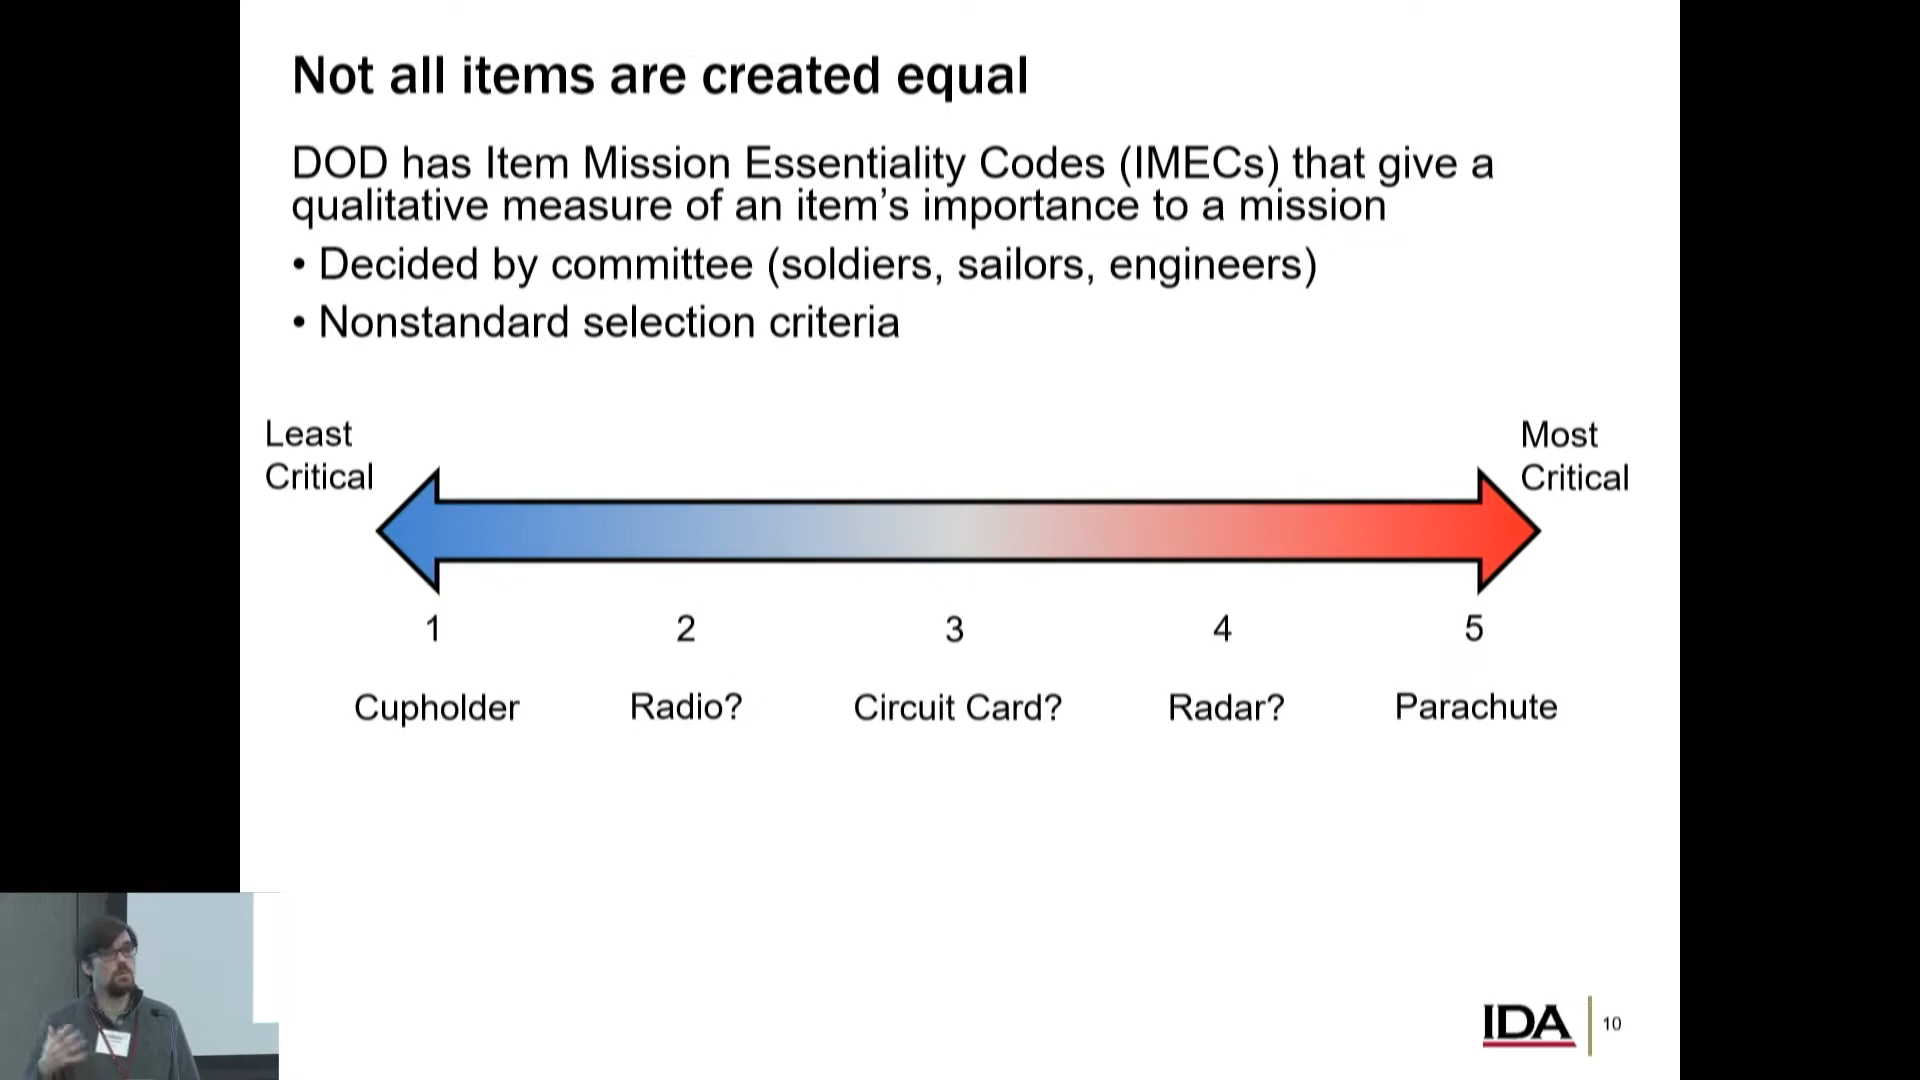 Not all items are created equal
DOD has Item Mission Essentiality Codes (IMECs) that give a
qualitative measure of an item’s importance to a mission
• Decided by committee (soldiers, sailors, engineers)
• Nonstandard selection criteria
Least
Critical
Most
Critical
1 2 3 4 5
Cupholder Radio? Circuit Card? Radar? Parachute
IDA 10